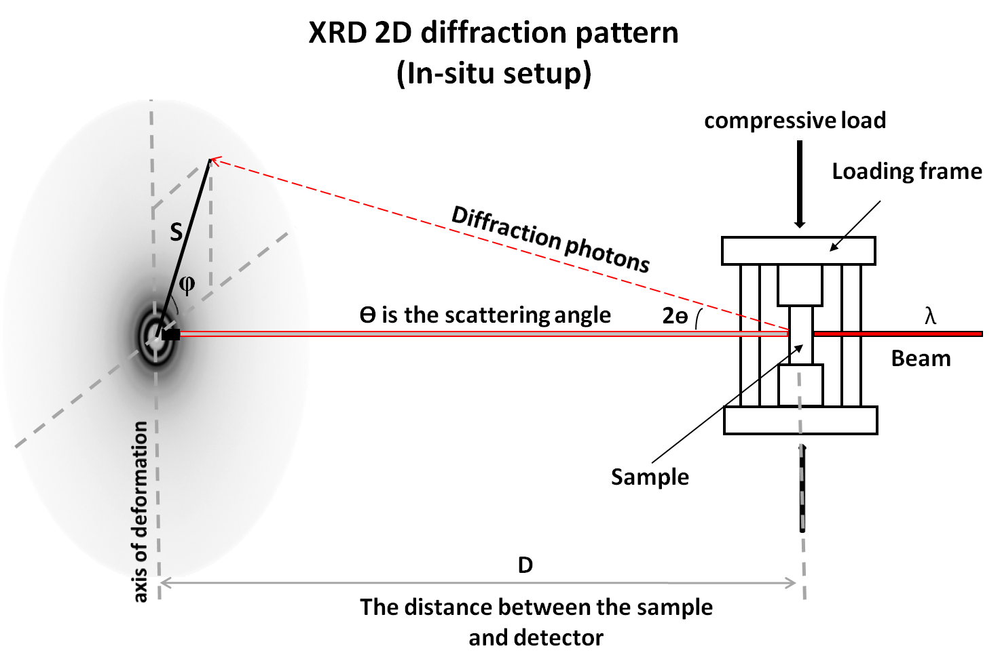 XRD 2D diffraction pattern
(In-situ setup)
compressive load
Loading frame
S
Diffraction photons
φ
ϴ is the scattering angle
2ɵ
λ
Beam
Sample
axis of deformation
D
The distance between the sample
and detector